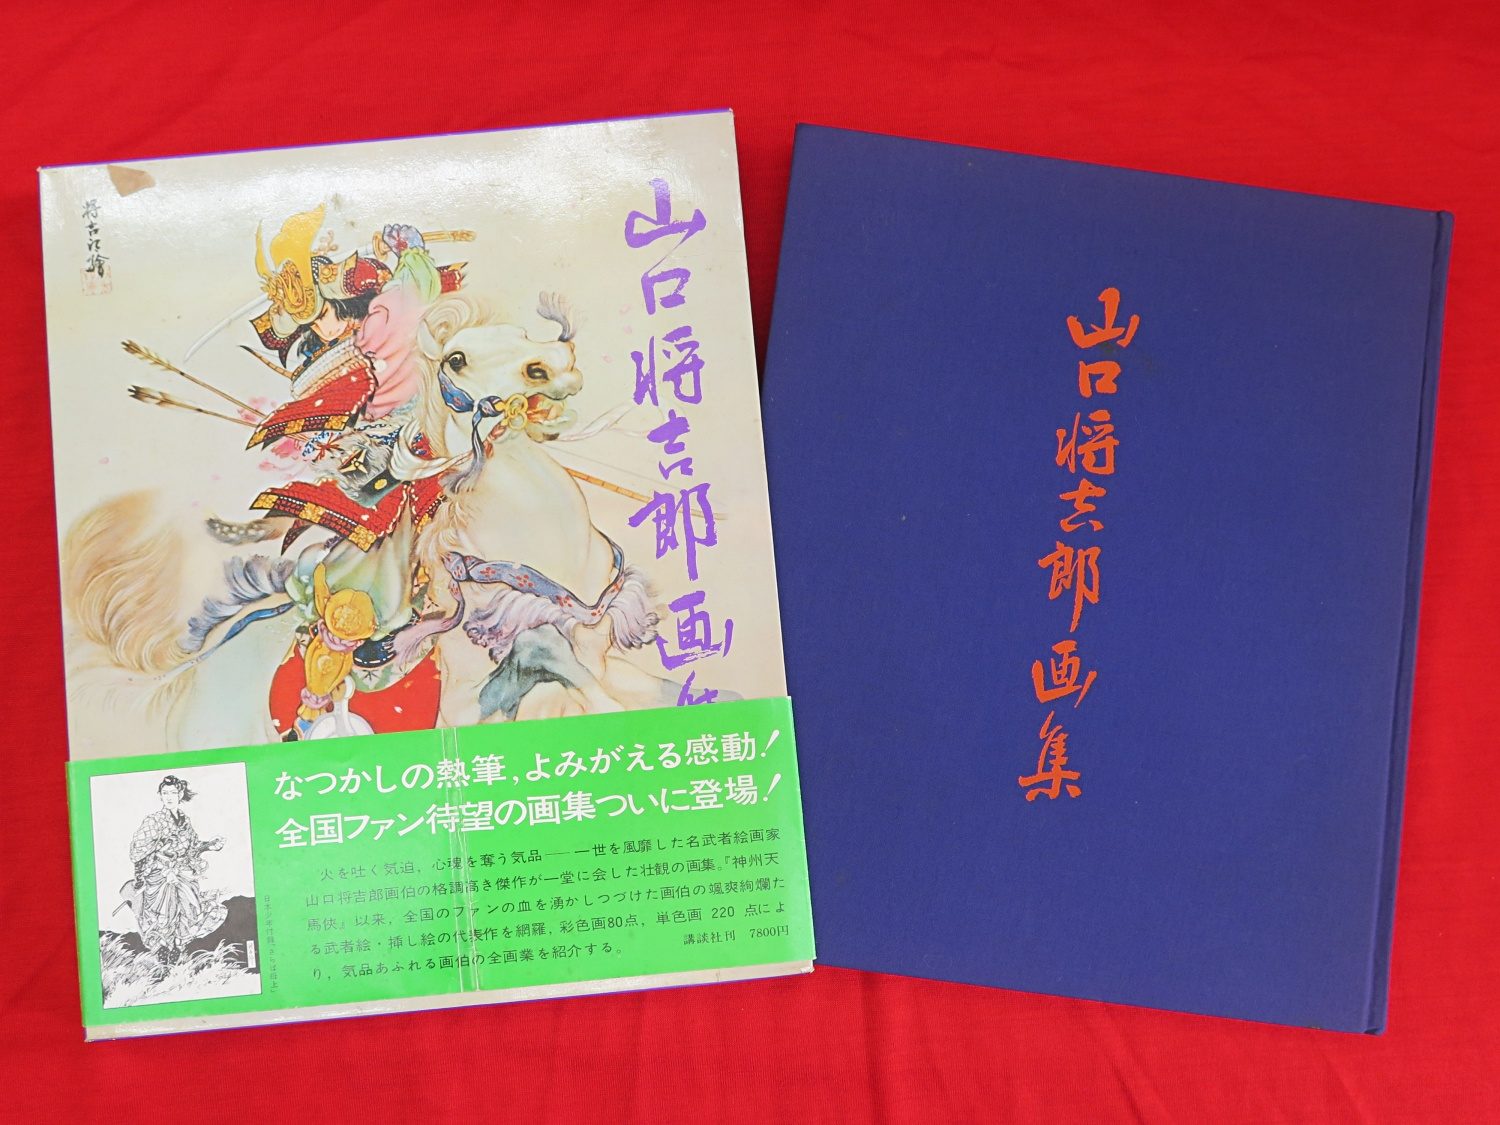 将吉郎繪
山口将吉郎画集
なつかしの熱筆，よみがえる感動！
全国ファン待望の画集ついに登場！
火を吐く気迫，心魂を奪う気品──一世を風靡した名武者絵画家
山口将吉郎画伯の格調高き傑作が一堂に会した壮観の画集。『神州天
馬侠』以来，全国のファンの血を湧かしつづけた画伯の颯爽絢爛た
る武者絵・挿し絵の代表作を網羅，彩色画80点，単色画 220 点によ
り，気品あふれる画伯の全画業を紹介する。
講談社刊 7800円
山口将吉郎画集